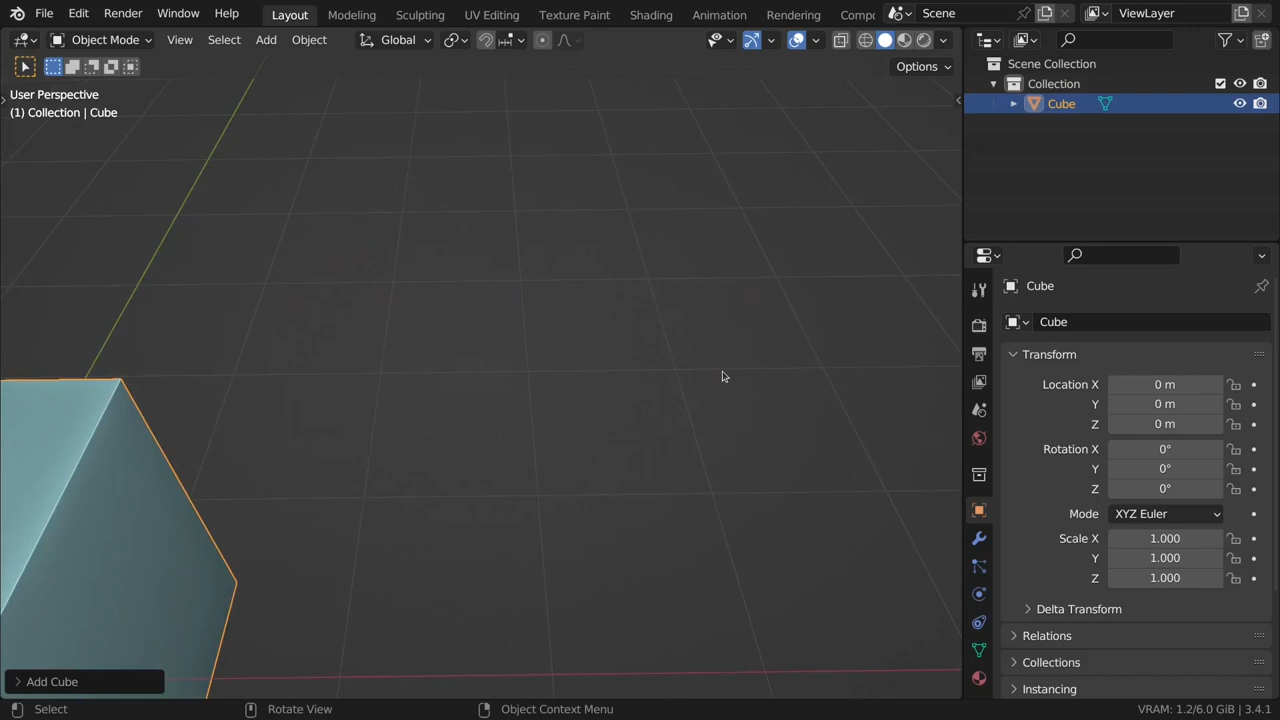 File Edit Render Window Help Layout Modeling Sculpting UV Editing Texture Paint Shading Animation Rendering Compo Scene ViewLayer
Object Mode View Select Add Object Global
Options
User Perspective
(1) Collection | Cube
Scene Collection
Collection
Cube
Cube
Cube
Transform
Location X 0 m
Y 0 m
Z 0 m
Rotation X 0°
Y 0°
Z 0°
Mode XYZ Euler
Scale X 1.000
Y 1.000
Z 1.000
Delta Transform
Relations
Collections
Instancing
Add Cube
Select Rotate View Object Context Menu VRAM: 1.2/6.0 GiB | 3.4.1